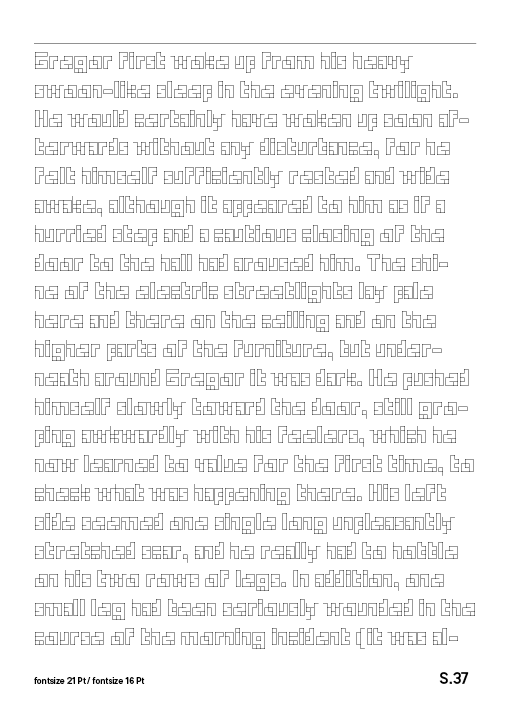 Gregor first woke up from his heavy
swoon-like sleep in the evening twilight.
He would certainly have woken up soon af-
terwards without any disturbance, for he
felt himself sufficiently rested and wide
awake, although it appeared to him as if a
hurried step and a cautious closing of the
door to the hall had aroused him. The shi-
ne of the electric streetlights lay pale
here and there on the ceiling and on the
higher parts of the furniture, but under-
neath around Gregor it was dark. He pushed
himself slowly toward the door, still gro-
ping awkwardly with his feelers, which he
now learned to value for the first time, to
check what was happening there. His left
side seemed one single long unpleasantly
stretched scar, and he really had to hobble
on his two rows of legs. In addition, one
small leg had been seriously wounded in the
course of the morning incident (it was al-
fontsize 21 Pt / fontsize 16 Pt
S.37